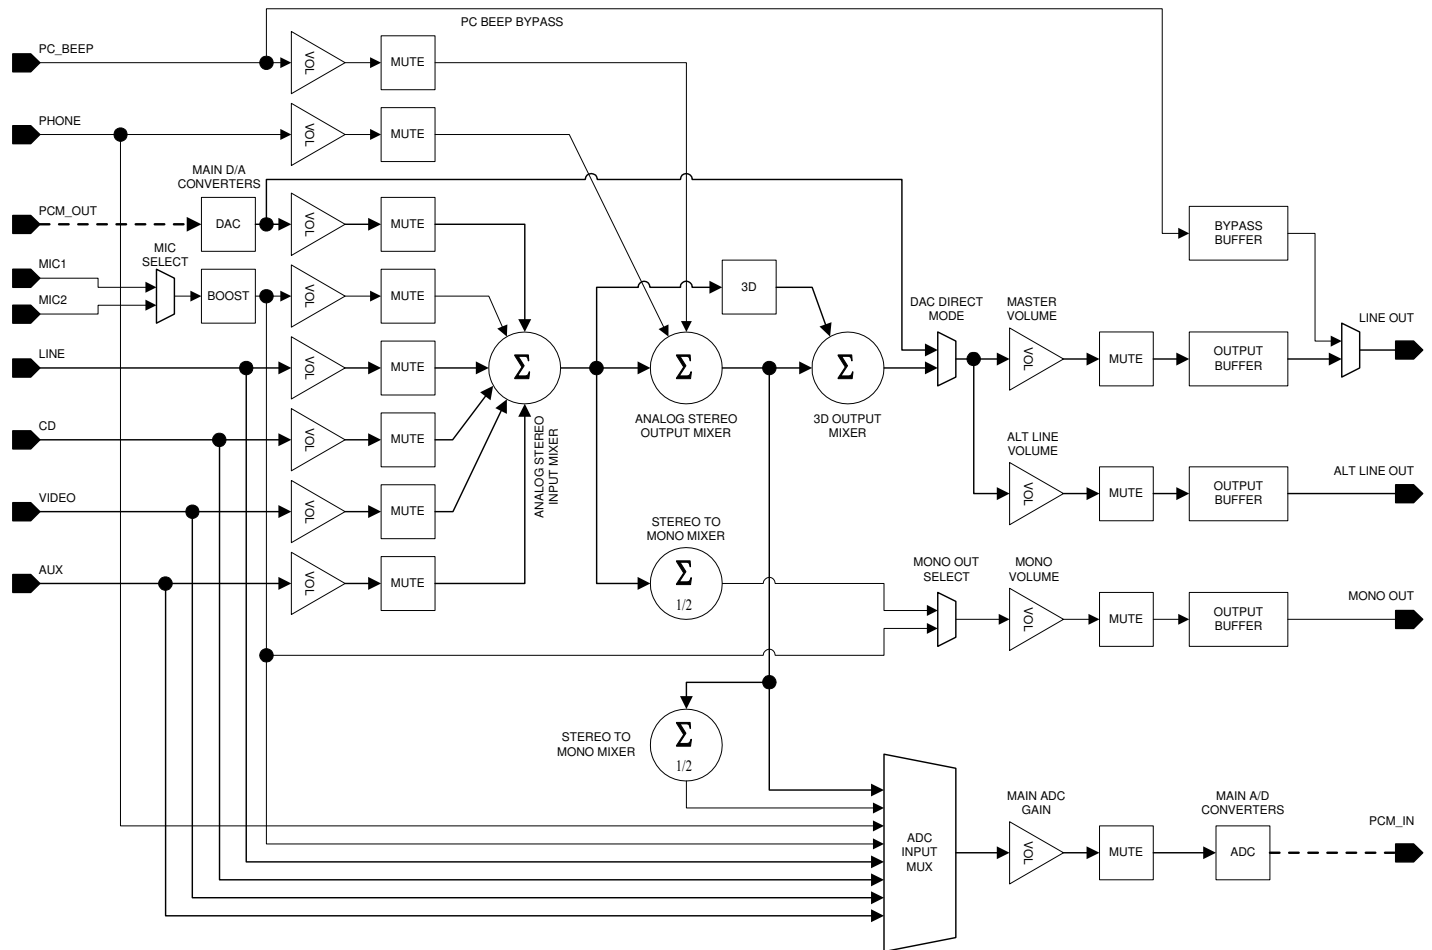 PC BEEP BYPASS
PC_BEEP
VOL
MUTE
PHONE
VOL
MUTE
MAIN D/A
CONVERTERS
PCM_OUT
DAC
VOL
MUTE
BYPASS
BUFFER
MIC
SELECT
MIC1
MIC2
BOOST
VOL
MUTE
3D
DAC DIRECT
MODE
MASTER
VOLUME
LINE OUT
LINE
VOL
MUTE
Σ
Σ
Σ
VOL
MUTE
OUTPUT
BUFFER
ANALOG STEREO
INPUT MIXER
ANALOG STEREO
OUTPUT MIXER
3D OUTPUT
MIXER
CD
VOL
MUTE
ALT LINE
VOLUME
ALT LINE OUT
VOL
MUTE
OUTPUT
BUFFER
VIDEO
VOL
MUTE
STEREO TO
MONO MIXER
AUX
VOL
MUTE
Σ
1/2
MONO OUT
SELECT
MONO
VOLUME
MONO OUT
VOL
MUTE
OUTPUT
BUFFER
STEREO TO
MONO MIXER
Σ
1/2
ADC
INPUT
MUX
MAIN ADC
GAIN
VOL
MUTE
MAIN A/D
CONVERTERS
ADC
PCM_IN